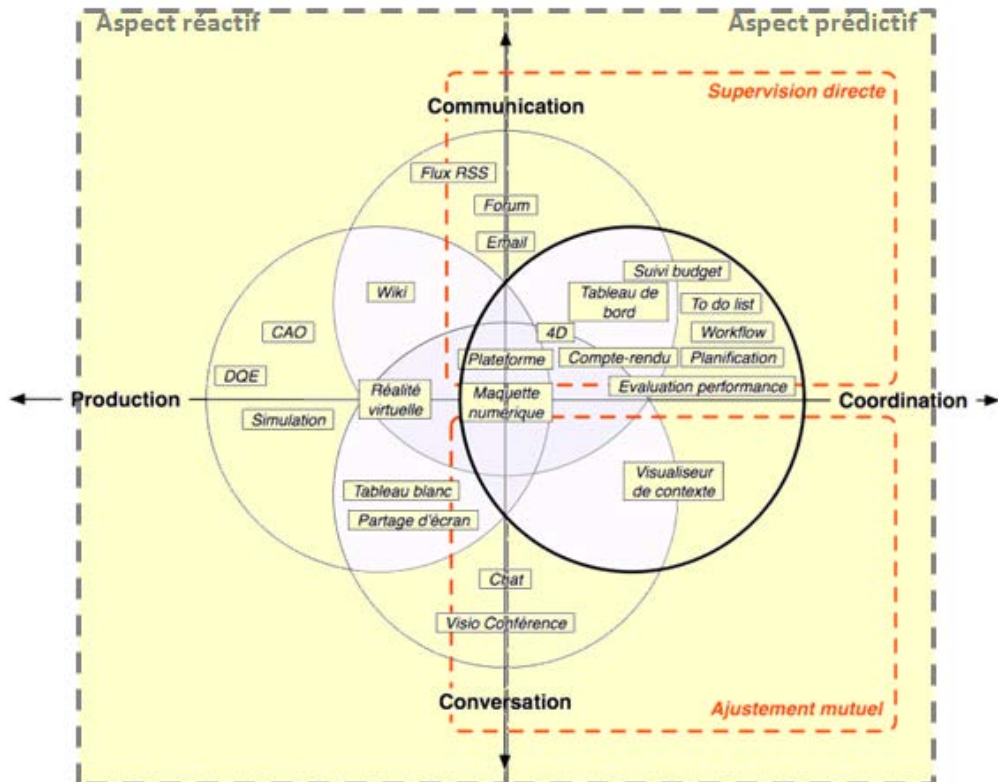 Aspect réactif
Aspect prédictif
Supervision directe
Communication
Flux RSS
Forum
Email
Suivi budget
Wiki
Tableau de
bord
To do list
CAO
4D
Workflow
Plateforme
Compte-rendu
Planification
DQE
Réalité
virtuelle
Maquette
numérique
Evaluation performance
Production
Coordination
Simulation
Visualiseur
de contexte
Tableau blanc
Partage d'écran
Chat
Visio Conférence
Conversation
Ajustement mutuel